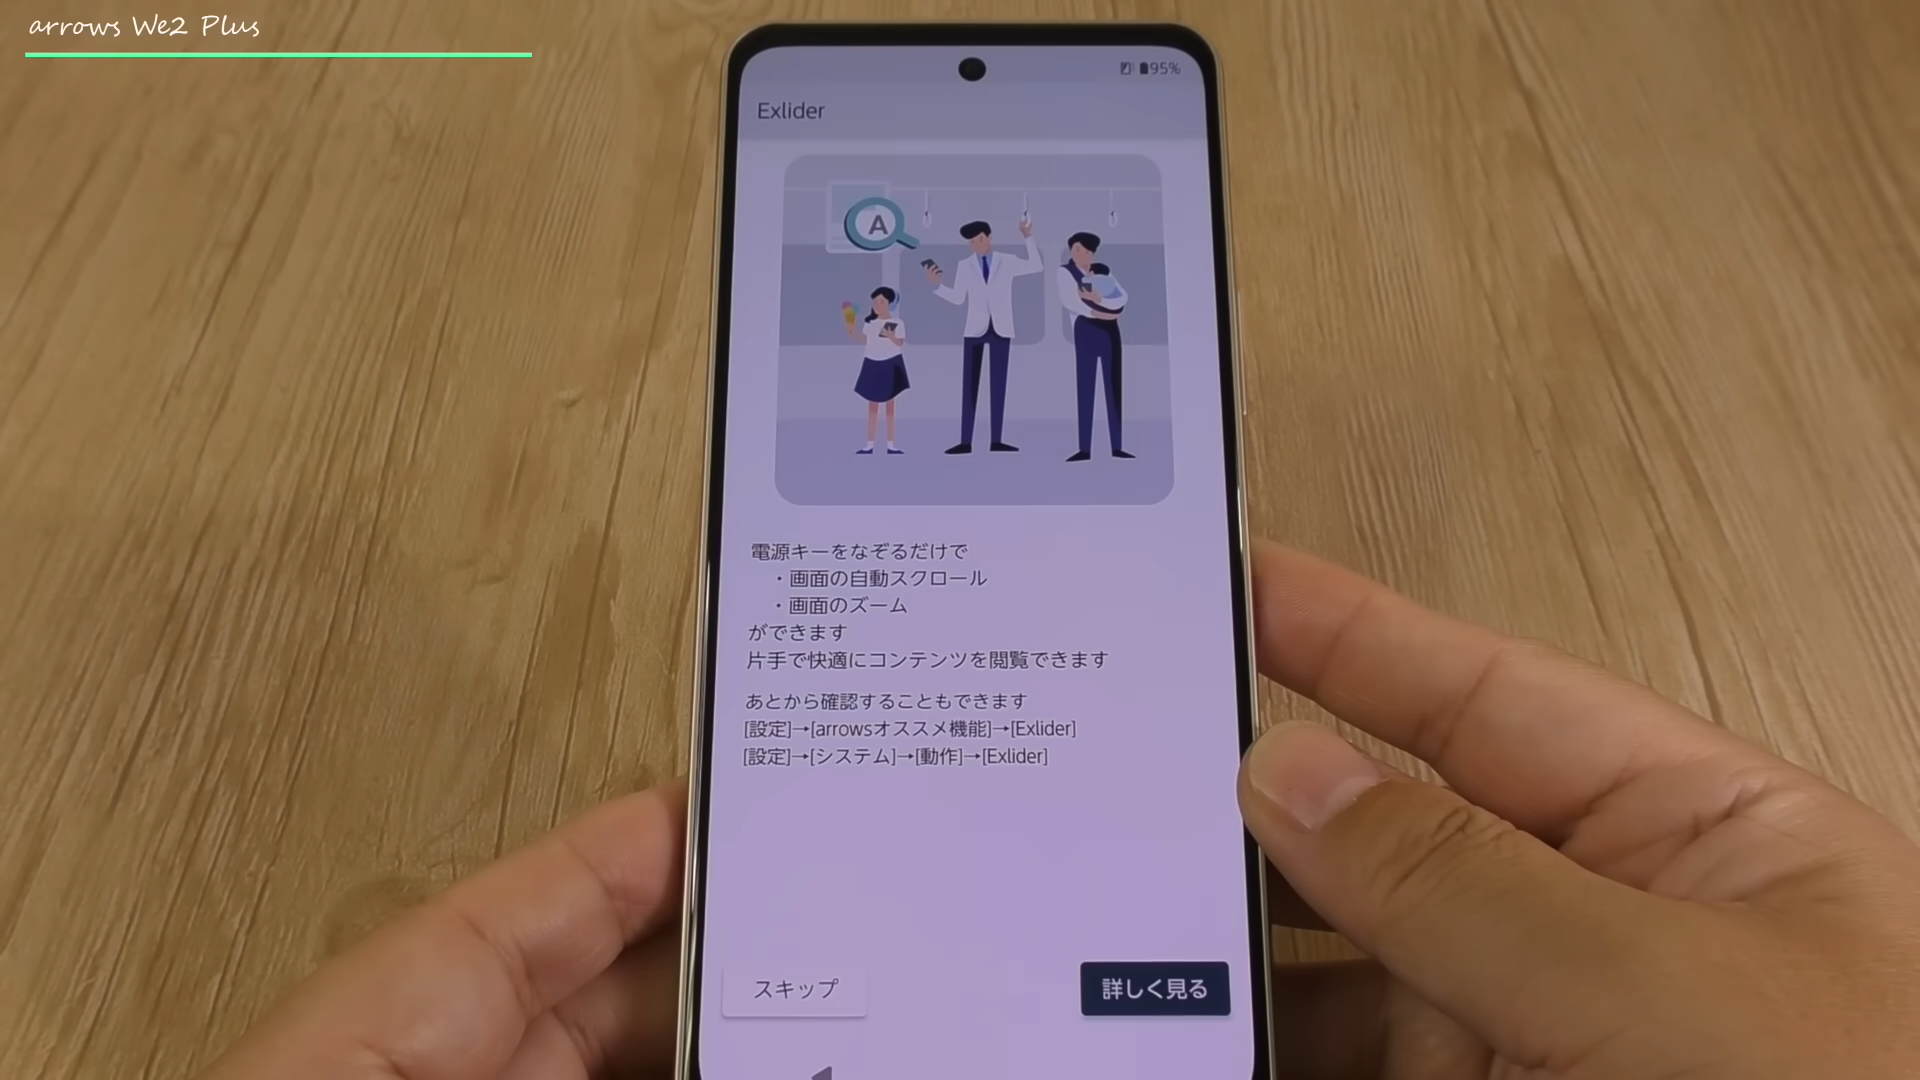 arrows We2 Plus
95%
Exlider
A
電源キーをなぞるだけで
・画面の自動スクロール
・画面のズーム
ができます
片手で快適にコンテンツを閲覧できます
あとから確認することもできます
[設定]→[arrowsオススメ機能]→[Exlider]
[設定]→[システム]→[動作]→[Exlider]
スキップ
詳しく見る